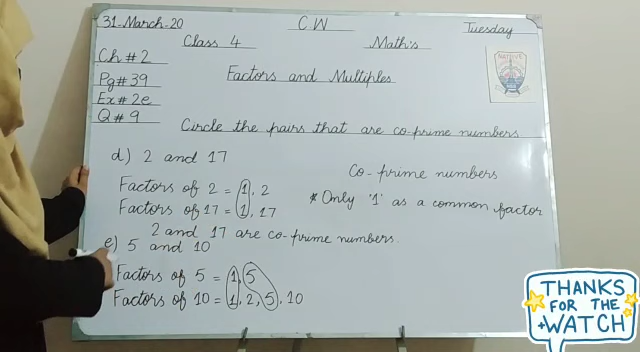 31-March-20 C.W Tuesday
Class 4 Math's
Ch # 2
Pg # 39
Ex # 2e
Q # 9
Factors and Multiples
Circle the pairs that are co-prime numbers
d) 2 and 17
Factors of 2 = 1, 2
Factors of 17 = 1, 17
2 and 17 are co-prime numbers.
Co-prime numbers
* Only '1' as a common factor
e) 5 and 10
Factors of 5 = 1, 5
Factors of 10 = 1, 2, 5, 10
THANKS
FOR THE
WATCH